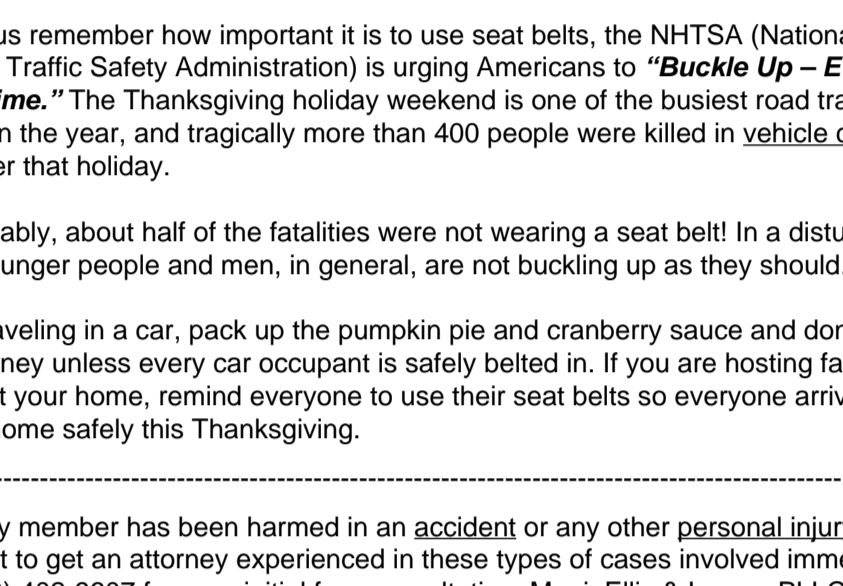 us remember how important it is to use seat belts, the NHTSA (Nationa
Traffic Safety Administration) is urging Americans to “Buckle Up – E
ime.” The Thanksgiving holiday weekend is one of the busiest road tra
n the year, and tragically more than 400 people were killed in vehicle c
er that holiday.
ably, about half of the fatalities were not wearing a seat belt! In a distu
unger people and men, in general, are not buckling up as they should.
aveling in a car, pack up the pumpkin pie and cranberry sauce and don
ney unless every car occupant is safely belted in. If you are hosting fa
t your home, remind everyone to use their seat belts so everyone arriv
ome safely this Thanksgiving.
--------------------------------------------------------------------------------------------
y member has been harmed in an accident or any other personal injur
t to get an attorney experienced in these types of cases involved imme